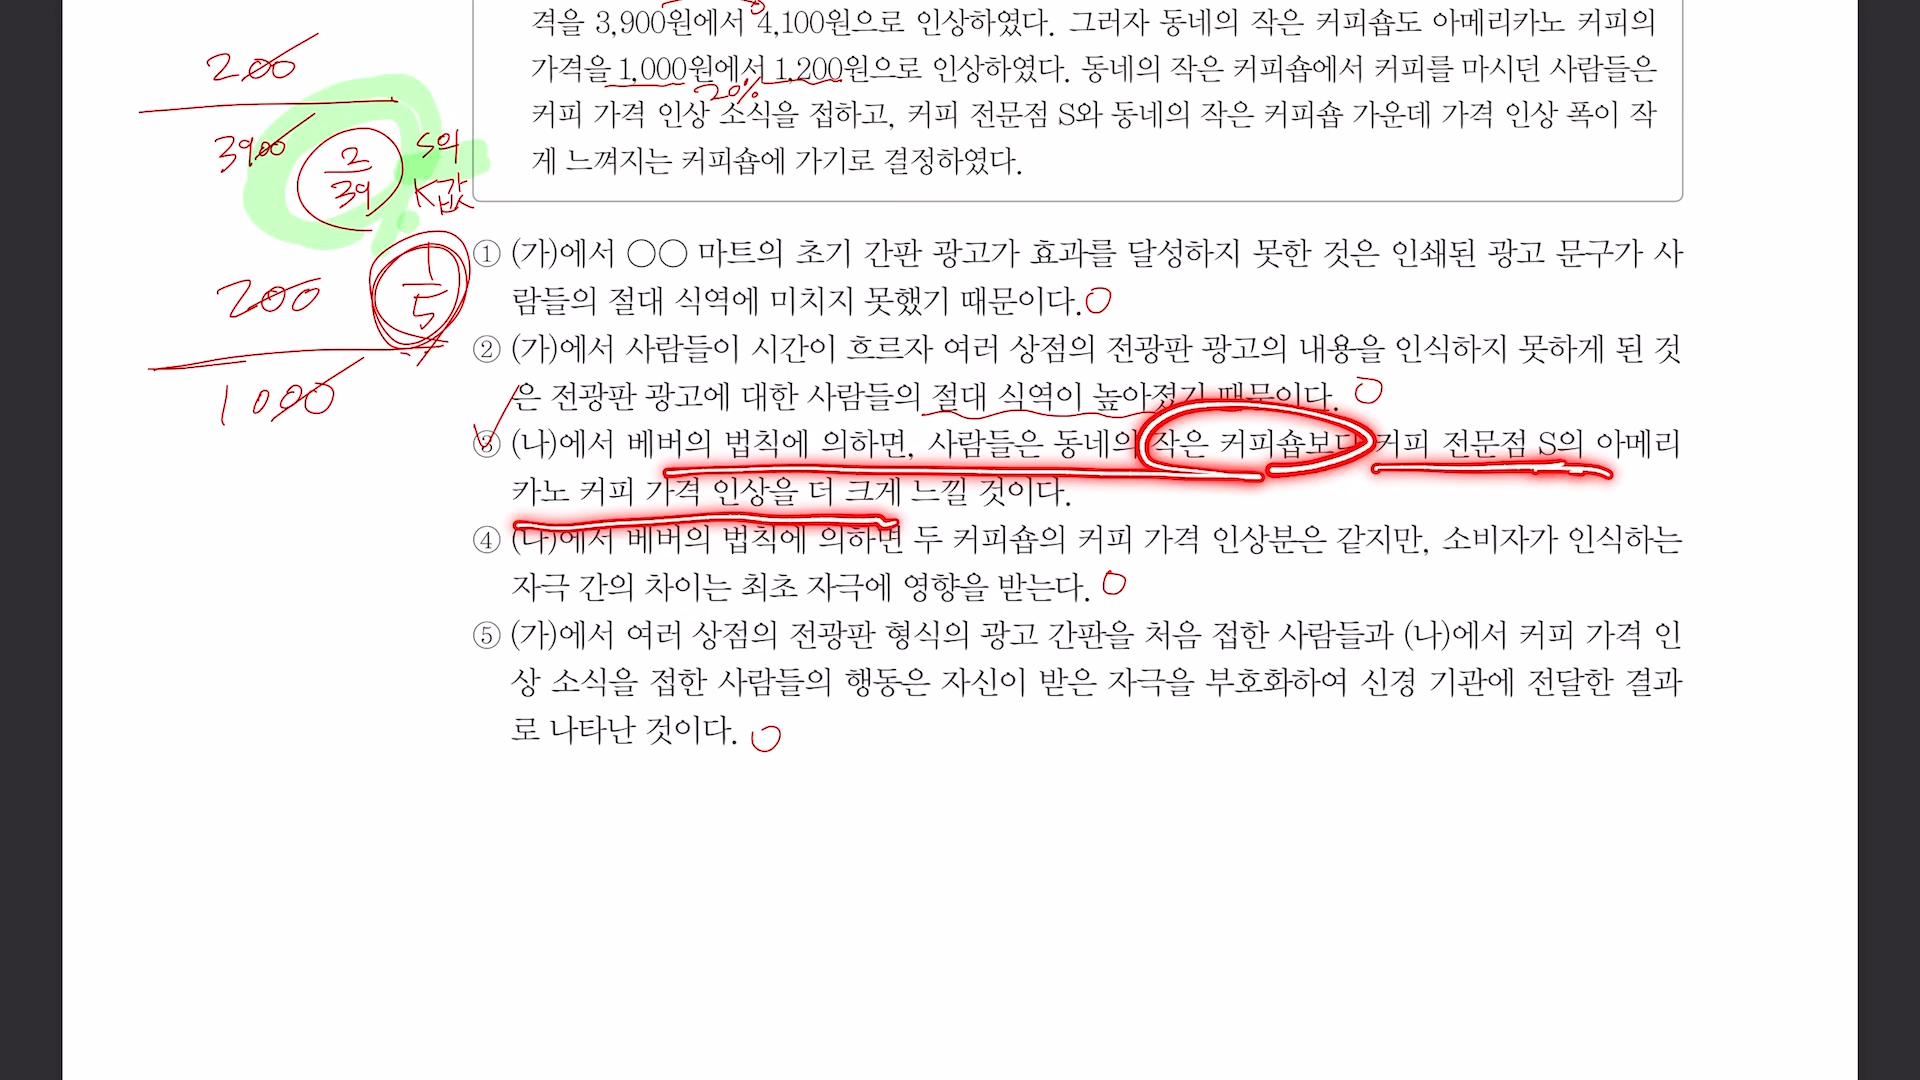 격을 3,900원에서 4,100원으로 인상하였다. 그러자 동네의 작은 커피숍도 아메리카노 커피의
가격을 1,000원에서 1,200원으로 인상하였다. 동네의 작은 커피숍에서 커피를 마시던 사람들은
20%
커피 가격 인상 소식을 접하고, 커피 전문점 S와 동네의 작은 커피숍 가운데 가격 인상 폭이 작
게 느껴지는 커피숍에 가기로 결정하였다.
200
3900
2
39
S의
K값
200
1000
1
5
① (가)에서 ○○ 마트의 초기 간판 광고가 효과를 달성하지 못한 것은 인쇄된 광고 문구가 사
람들의 절대 식역에 미치지 못했기 때문이다.
② (가)에서 사람들이 시간이 흐르자 여러 상점의 전광판 광고의 내용을 인식하지 못하게 된 것
은 전광판 광고에 대한 사람들의 절대 식역이 높아졌기 때문이다.
③ (나)에서 베버의 법칙에 의하면, 사람들은 동네의 작은 커피숍보다 커피 전문점 S의 아메리
카노 커피 가격 인상을 더 크게 느낄 것이다.
④ (나)에서 베버의 법칙에 의하면 두 커피숍의 커피 가격 인상분은 같지만, 소비자가 인식하는
자극 간의 차이는 최초 자극에 영향을 받는다.
⑤ (가)에서 여러 상점의 전광판 형식의 광고 간판을 처음 접한 사람들과 (나)에서 커피 가격 인
상 소식을 접한 사람들의 행동은 자신이 받은 자극을 부호화하여 신경 기관에 전달한 결과
로 나타난 것이다.